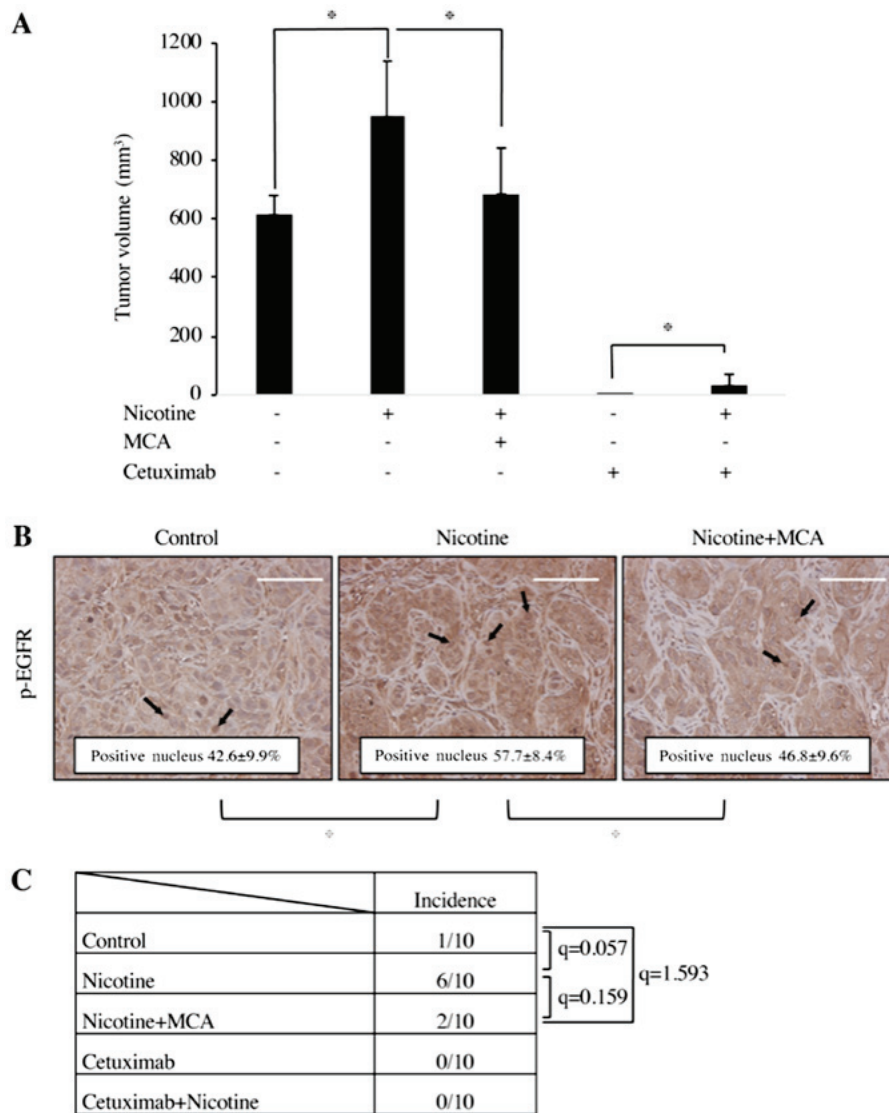 A
1200
1000
800
600
400
200
0
Tumor volume (mm³)
* *
*
Nicotine - + + - +
MCA - - + - -
Cetuximab - - - + +
B
Control Nicotine Nicotine+MCA
p-EGFR
Positive nucleus 42.6±9.9% Positive nucleus 57.7±8.4% Positive nucleus 46.8±9.6%
* *
C
Incidence
Control 1/10
q=0.057
Nicotine 6/10
q=1.593
q=0.159
Nicotine+MCA 2/10
Cetuximab 0/10
Cetuximab+Nicotine 0/10